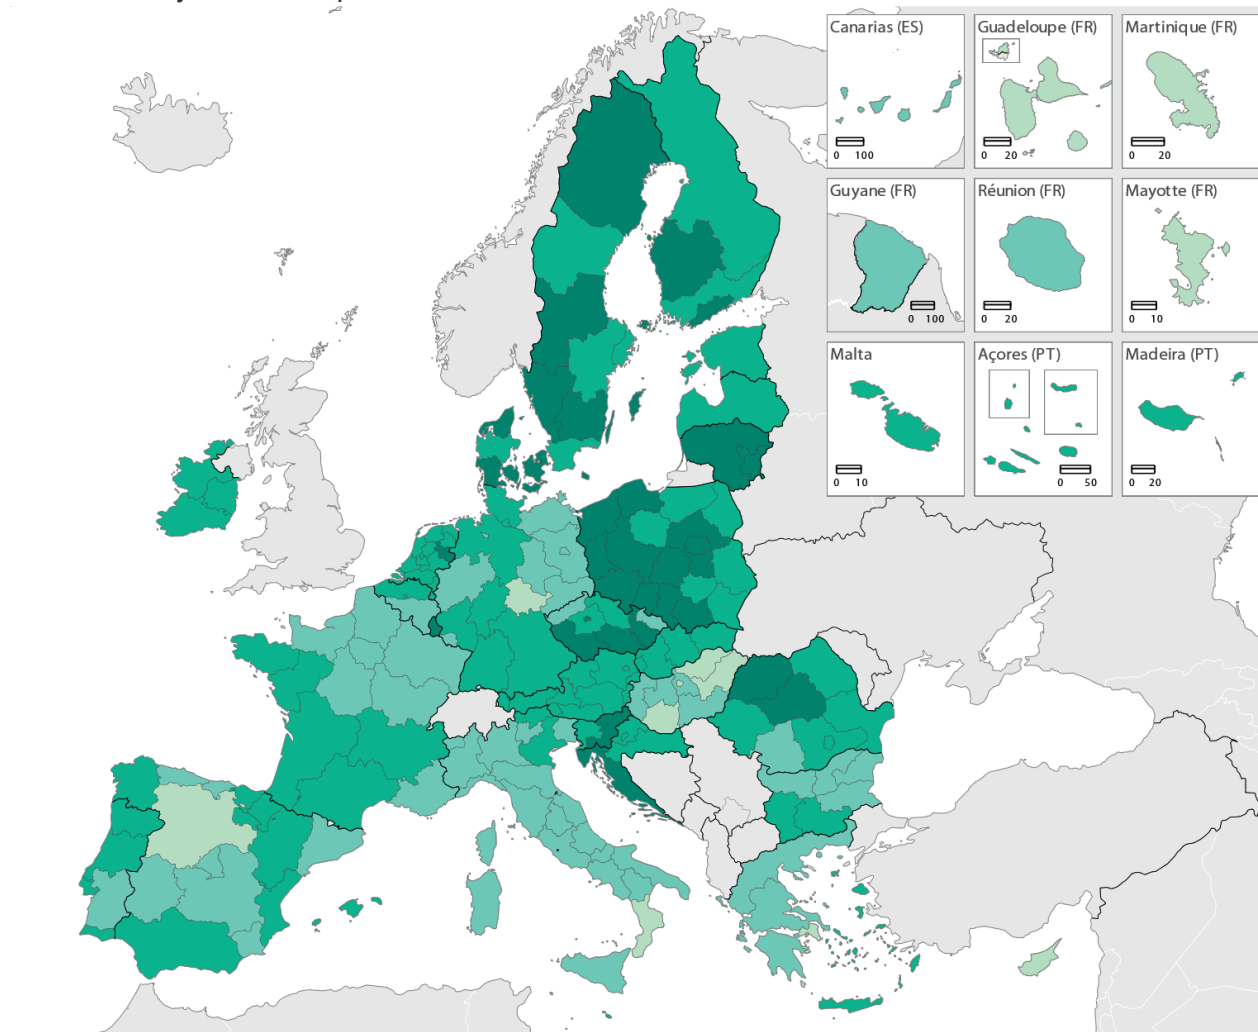 Canarias (ES)
0 100
Guadeloupe (FR)
0 20
Martinique (FR)
0 20
Guyane (FR)
0 100
Réunion (FR)
0 20
Mayotte (FR)
0 10
Malta
0 10
Açores (PT)
0 50
Madeira (PT)
0 20